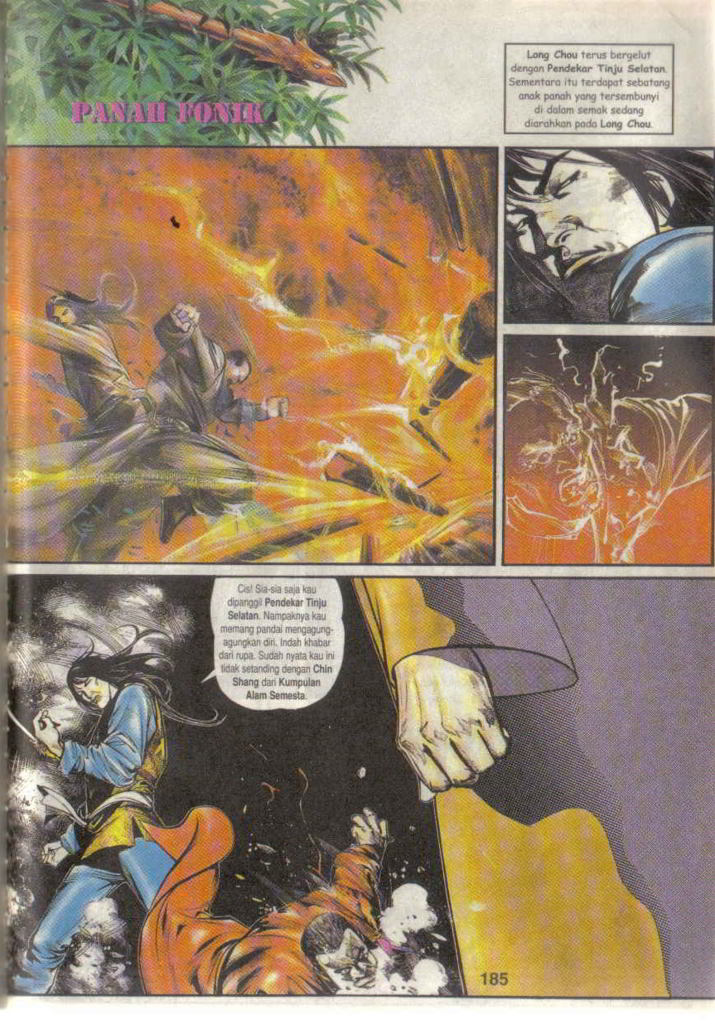 PANAH FONIK
Long Chou terus bergelut
dengan Pendekar Tinju Selatan.
Sementara itu terdapat sebatang
anak panah yang tersembunyi
di dalam semak sedang
diarahkan pada Long Chou.
Cis! Sia-sia saja kau
dipanggil Pendekar Tinju
Selatan. Nampaknya kau
memang pandai mengagung-
agungkan diri. Indah khabar
dari rupa. Sudah nyata kau ini
tidak setanding dengan Chin
Shang dari Kumpulan
Alam Semesta.
185